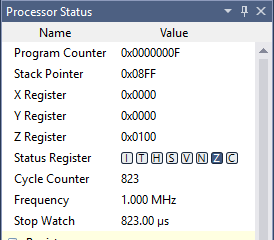 Processor Status
Name Value
Program Counter 0x0000000F
Stack Pointer 0x08FF
X Register 0x0000
Y Register 0x0000
Z Register 0x0100
Status Register I T H S V N Z C
Cycle Counter 823
Frequency 1.000 MHz
Stop Watch 823.00 µs